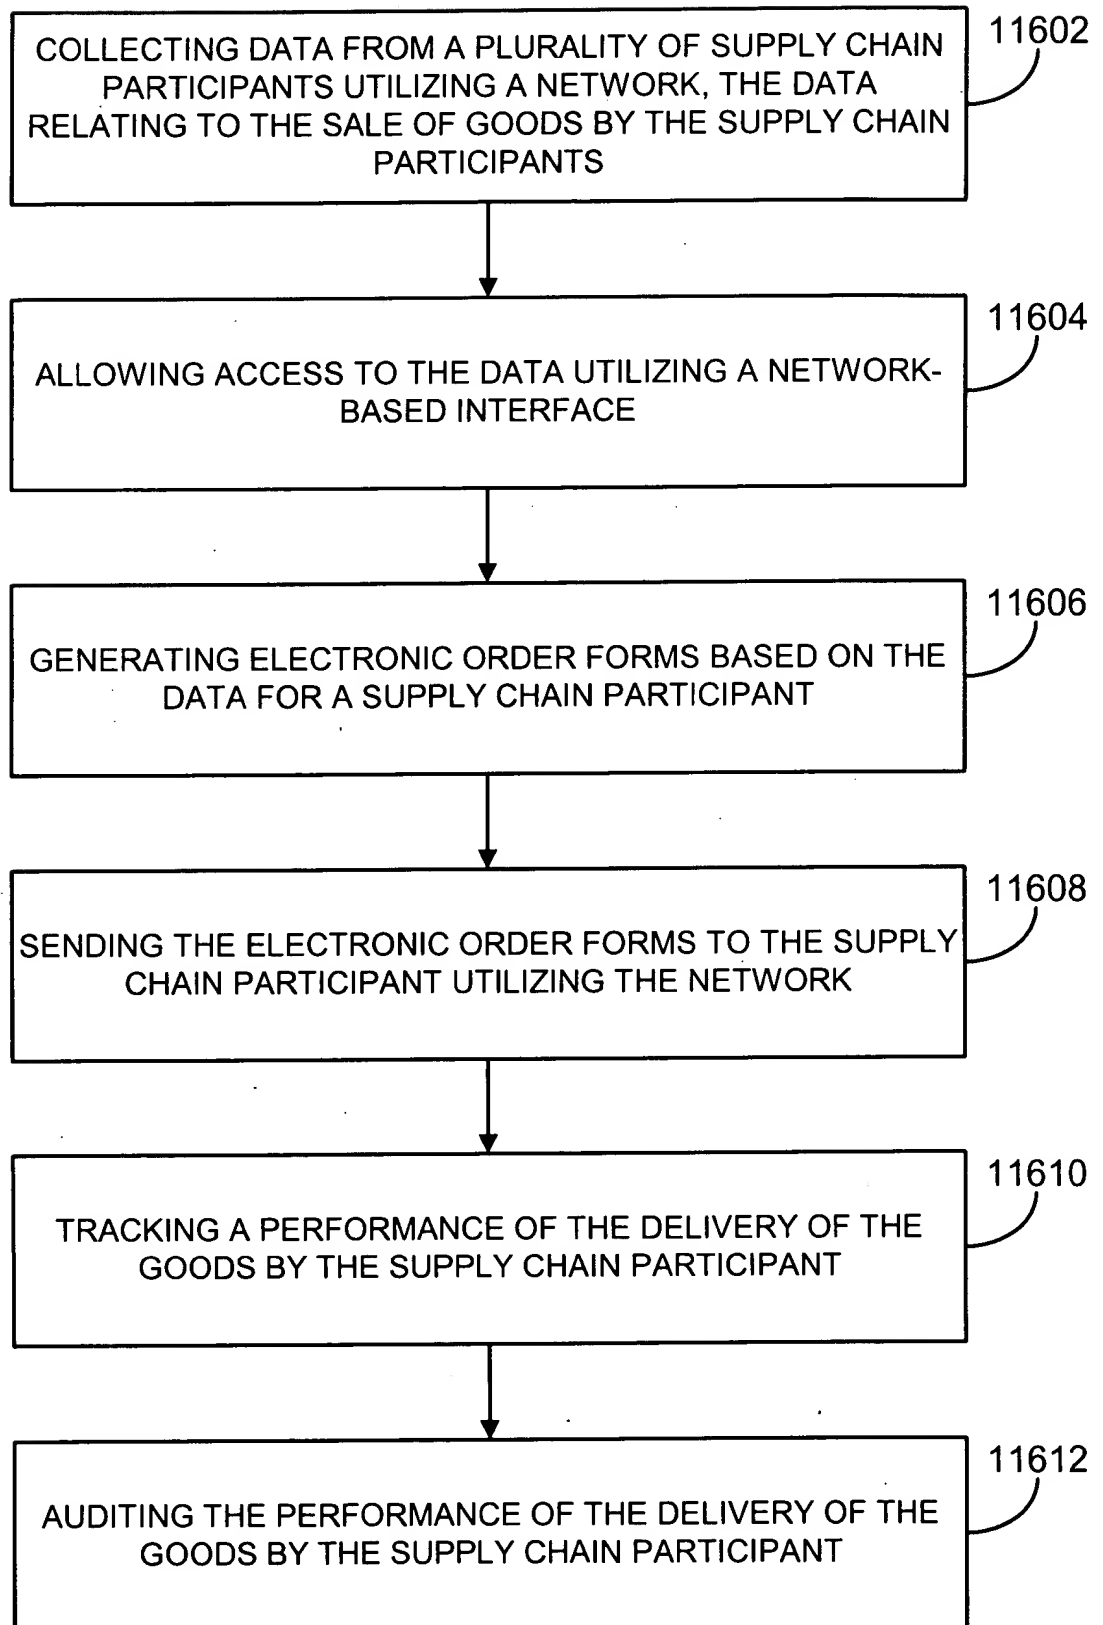 COLLECTING DATA FROM A PLURALITY OF SUPPLY CHAIN
PARTICIPANTS UTILIZING A NETWORK, THE DATA
RELATING TO THE SALE OF GOODS BY THE SUPPLY CHAIN
PARTICIPANTS
11602
ALLOWING ACCESS TO THE DATA UTILIZING A NETWORK-
BASED INTERFACE
11604
GENERATING ELECTRONIC ORDER FORMS BASED ON THE
DATA FOR A SUPPLY CHAIN PARTICIPANT
11606
SENDING THE ELECTRONIC ORDER FORMS TO THE SUPPLY
CHAIN PARTICIPANT UTILIZING THE NETWORK
11608
TRACKING A PERFORMANCE OF THE DELIVERY OF THE
GOODS BY THE SUPPLY CHAIN PARTICIPANT
11610
AUDITING THE PERFORMANCE OF THE DELIVERY OF THE
GOODS BY THE SUPPLY CHAIN PARTICIPANT
11612